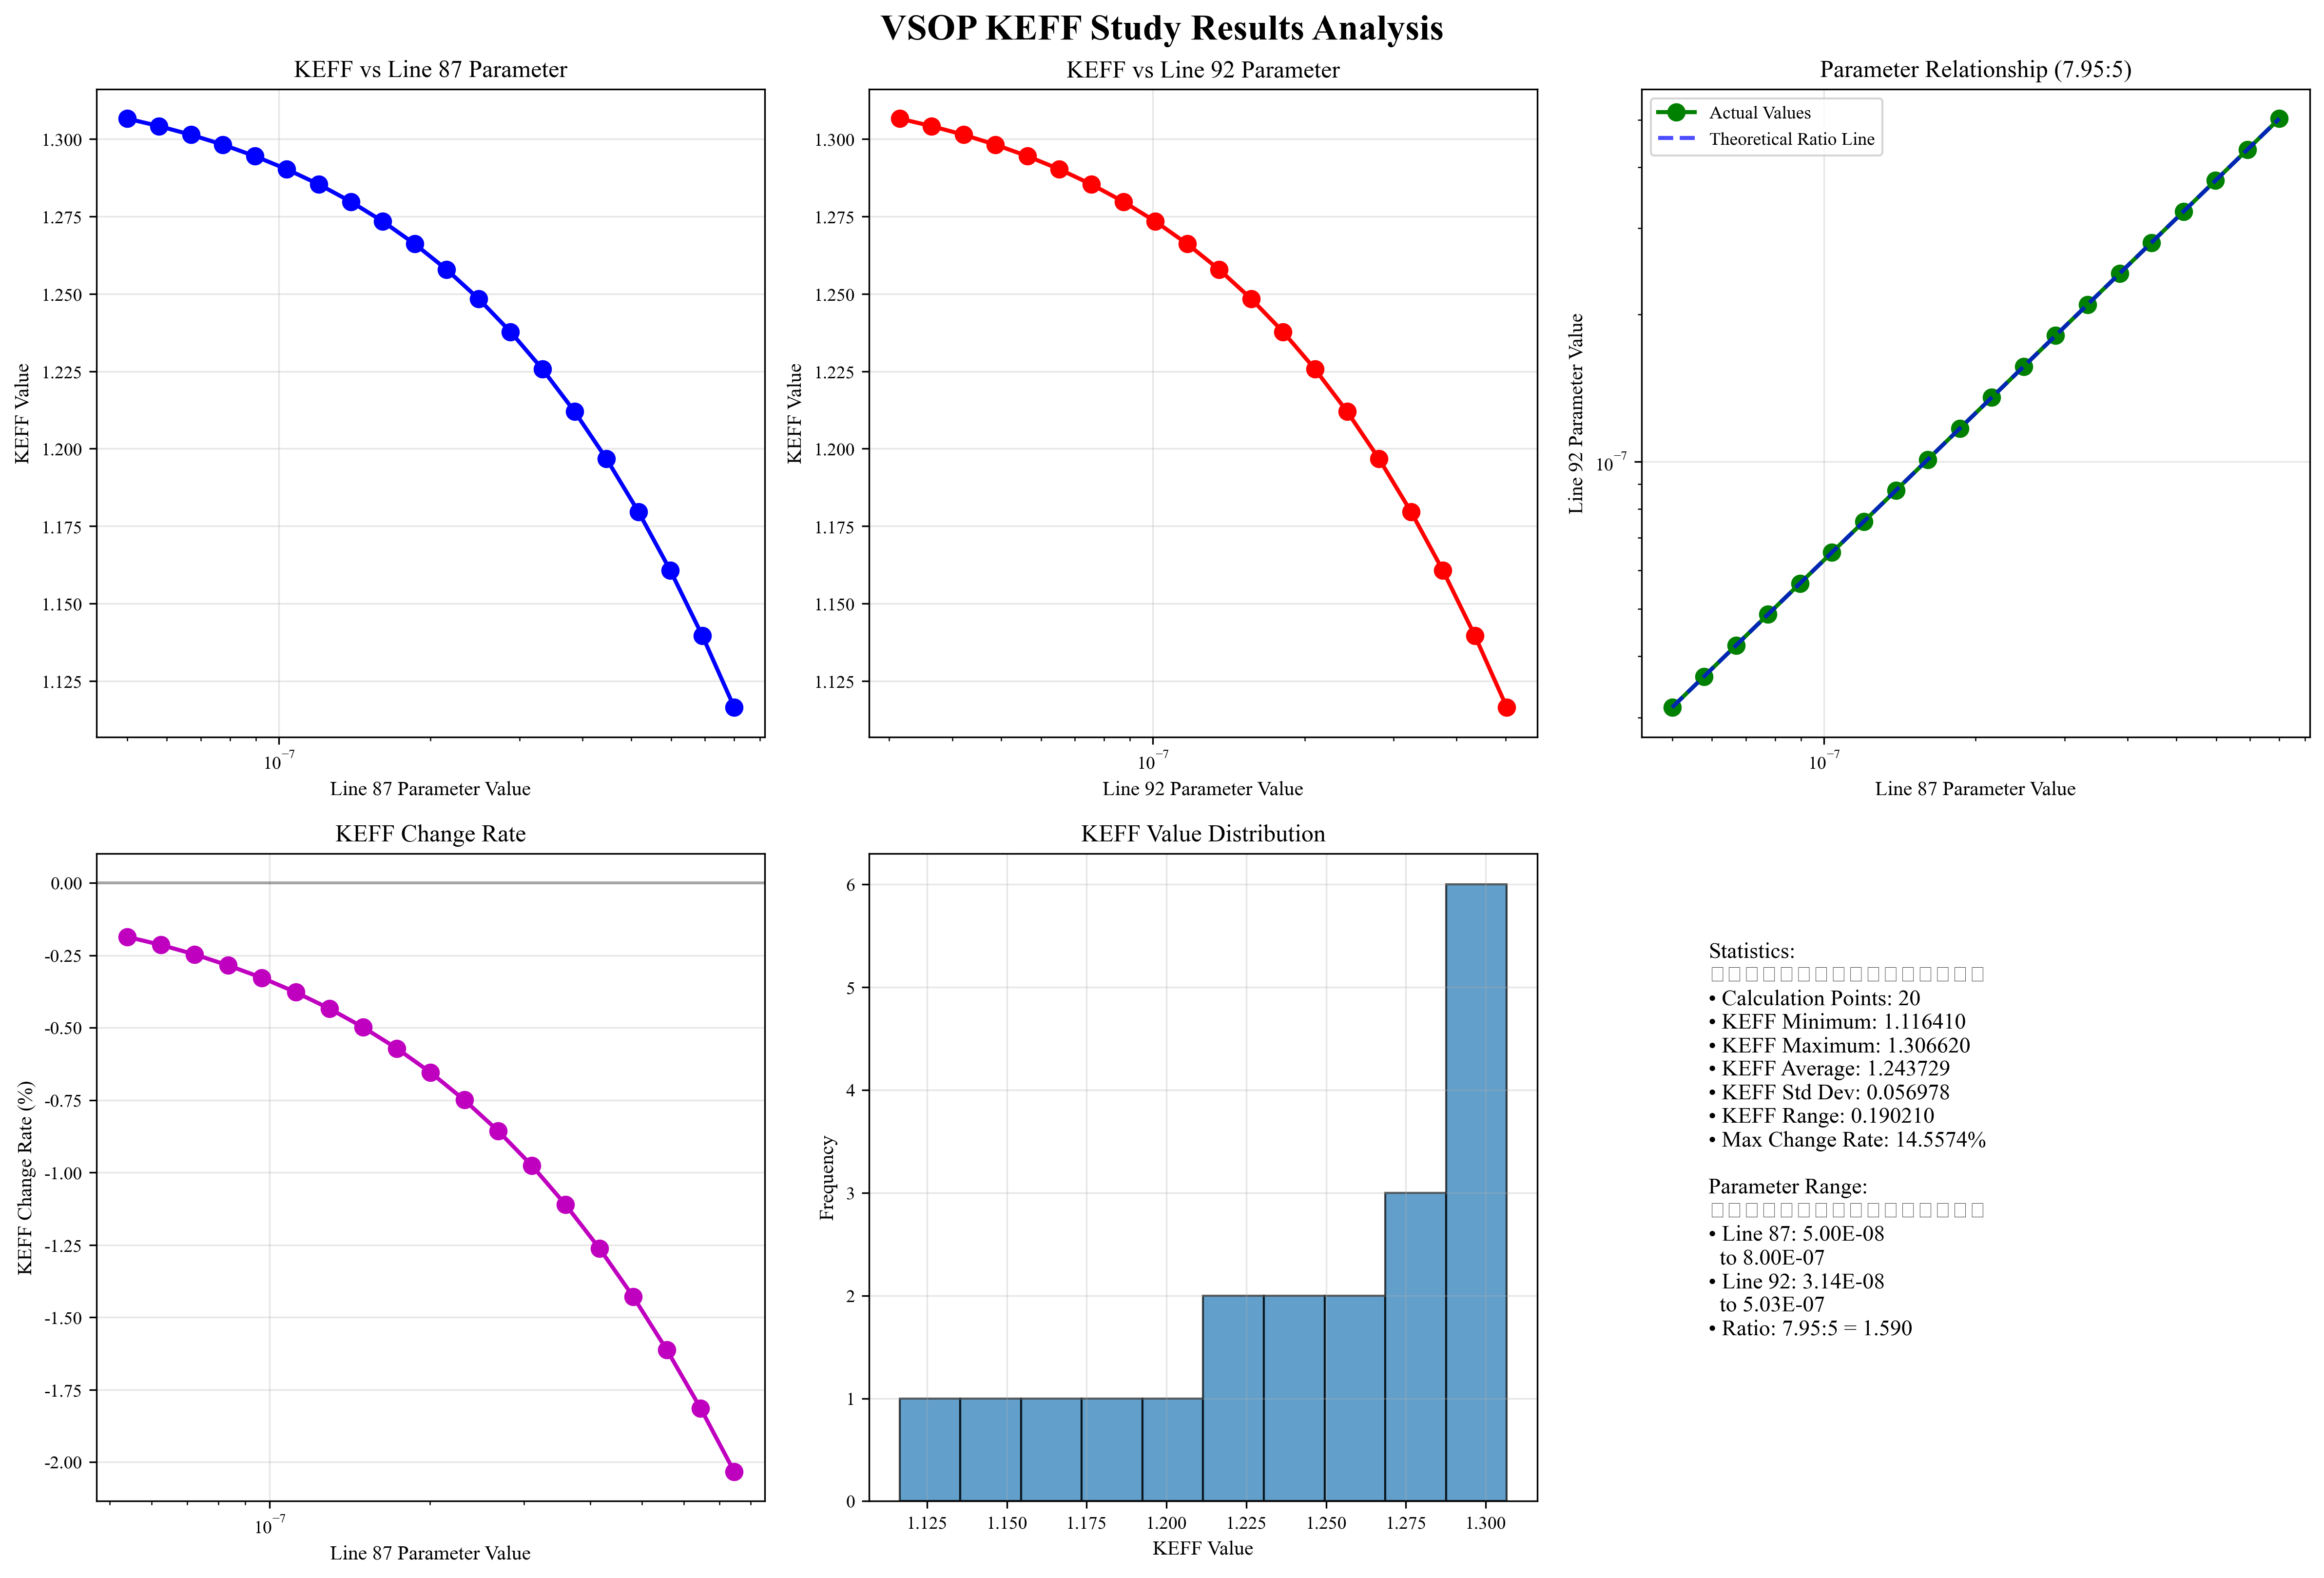 VSOP KEFF Study Results Analysis
KEFF vs Line 87 Parameter
KEFF Value
1.300
1.275
1.250
1.225
1.200
1.175
1.150
1.125
10⁻⁷
Line 87 Parameter Value
KEFF vs Line 92 Parameter
KEFF Value
1.300
1.275
1.250
1.225
1.200
1.175
1.150
1.125
10⁻⁷
Line 92 Parameter Value
Parameter Relationship (7.95:5)
Actual Values
Theoretical Ratio Line
Line 92 Parameter Value
10⁻⁷
10⁻⁷
Line 87 Parameter Value
KEFF Change Rate
KEFF Change Rate (%)
0.00
-0.25
-0.50
-0.75
-1.00
-1.25
-1.50
-1.75
-2.00
10⁻⁷
Line 87 Parameter Value
KEFF Value Distribution
Frequency
6
5
4
3
2
1
0
1.125 1.150 1.175 1.200 1.225 1.250 1.275 1.300
KEFF Value
Statistics:
□□□□□□□□□□□□□□□□
• Calculation Points: 20
• KEFF Minimum: 1.116410
• KEFF Maximum: 1.306620
• KEFF Average: 1.243729
• KEFF Std Dev: 0.056978
• KEFF Range: 0.190210
• Max Change Rate: 14.5574%
Parameter Range:
□□□□□□□□□□□□□□□□
• Line 87: 5.00E-08
to 8.00E-07
• Line 92: 3.14E-08
to 5.03E-07
• Ratio: 7.95:5 = 1.590